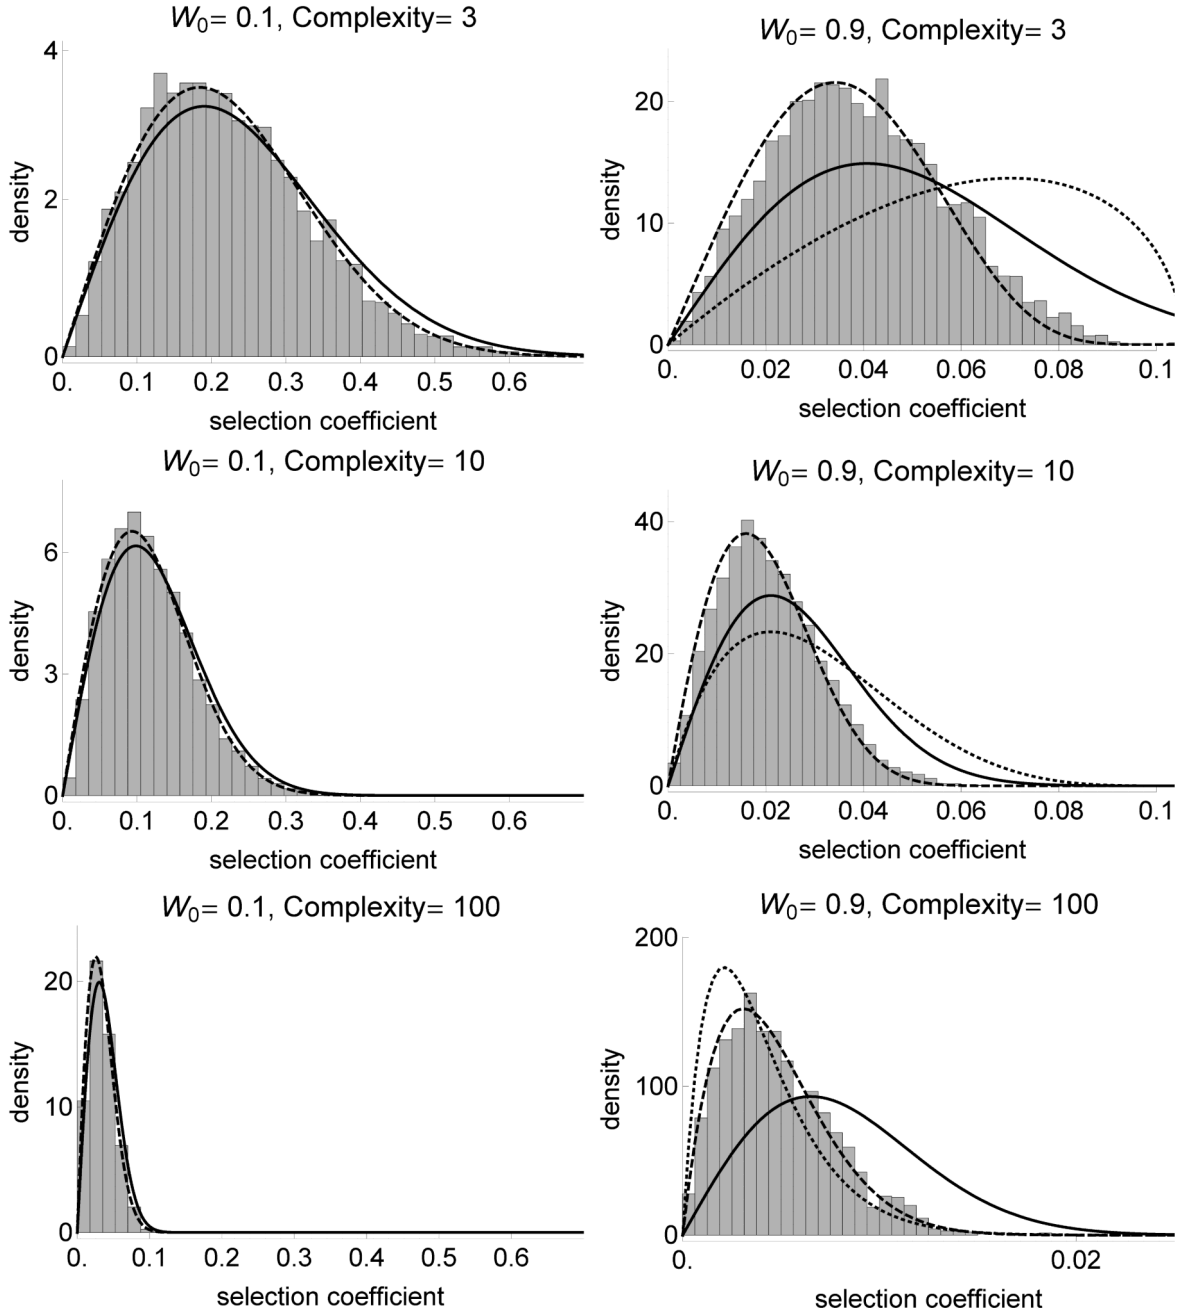 W0= 0.1, Complexity= 3
4
2
0
density
0. 0.1 0.2 0.3 0.4 0.5 0.6
selection coefficient
W0= 0.9, Complexity= 3
20
10
0
density
0. 0.02 0.04 0.06 0.08 0.1
selection coefficient
W0= 0.1, Complexity= 10
6
3
0
density
0. 0.1 0.2 0.3 0.4 0.5 0.6
selection coefficient
W0= 0.9, Complexity= 10
40
20
0
density
0. 0.02 0.04 0.06 0.08 0.1
selection coefficient
W0= 0.1, Complexity= 100
20
10
0
density
0. 0.1 0.2 0.3 0.4 0.5 0.6
selection coefficient
W0= 0.9, Complexity= 100
200
100
0
density
0. 0.02
selection coefficient